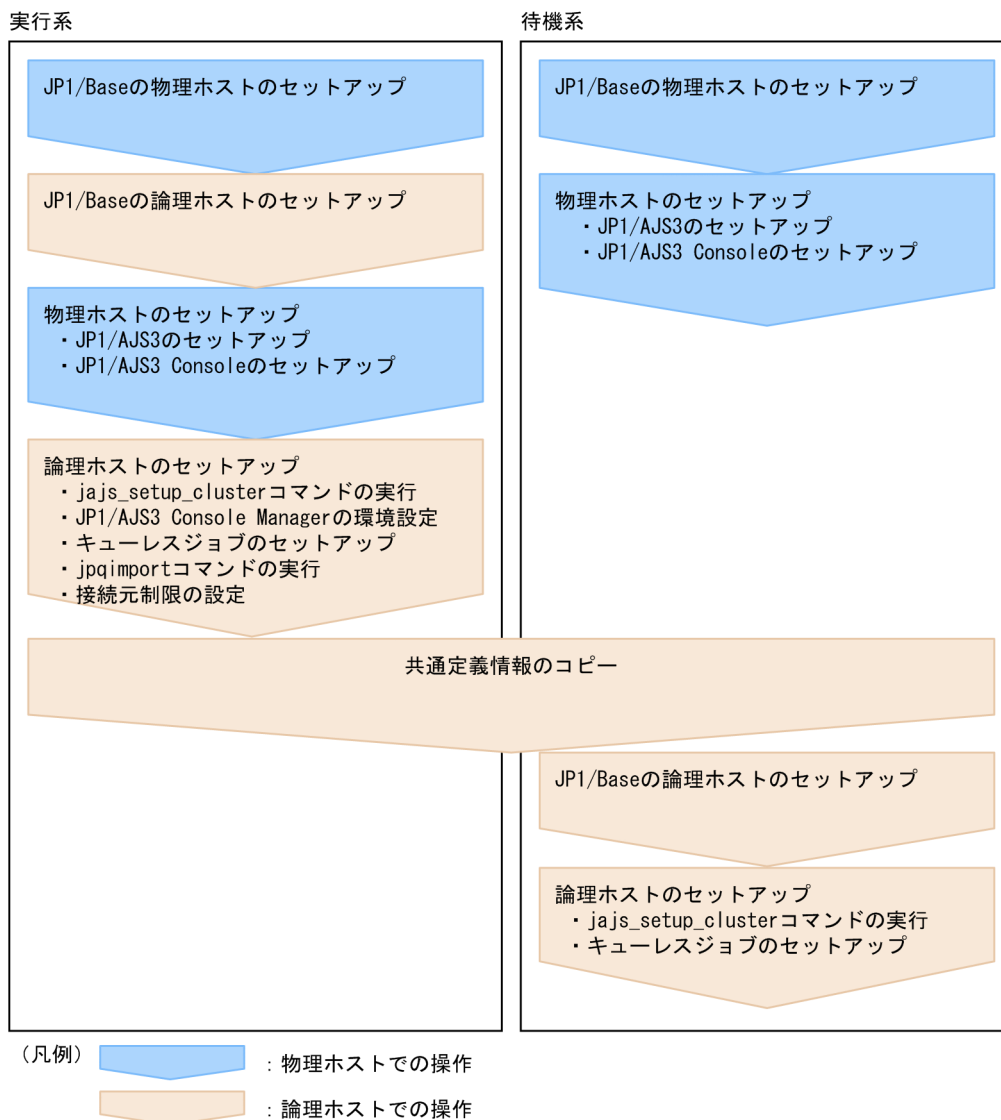 実行系
JP1/Baseの物理ホストのセットアップ
JP1/Baseの論理ホストのセットアップ
物理ホストのセットアップ
・JP1/AJS3のセットアップ
・JP1/AJS3 Consoleのセットアップ
論理ホストのセットアップ
・jajs_setup_clusterコマンドの実行
・JP1/AJS3 Console Managerの環境設定
・キューレスジョブのセットアップ
・jpqimportコマンドの実行
・接続元制限の設定
待機系
JP1/Baseの物理ホストのセットアップ
物理ホストのセットアップ
・JP1/AJS3のセットアップ
・JP1/AJS3 Consoleのセットアップ
共通定義情報のコピー
JP1/Baseの論理ホストのセットアップ
論理ホストのセットアップ
・jajs_setup_clusterコマンドの実行
・キューレスジョブのセットアップ
（凡例）
：物理ホストでの操作
：論理ホストでの操作